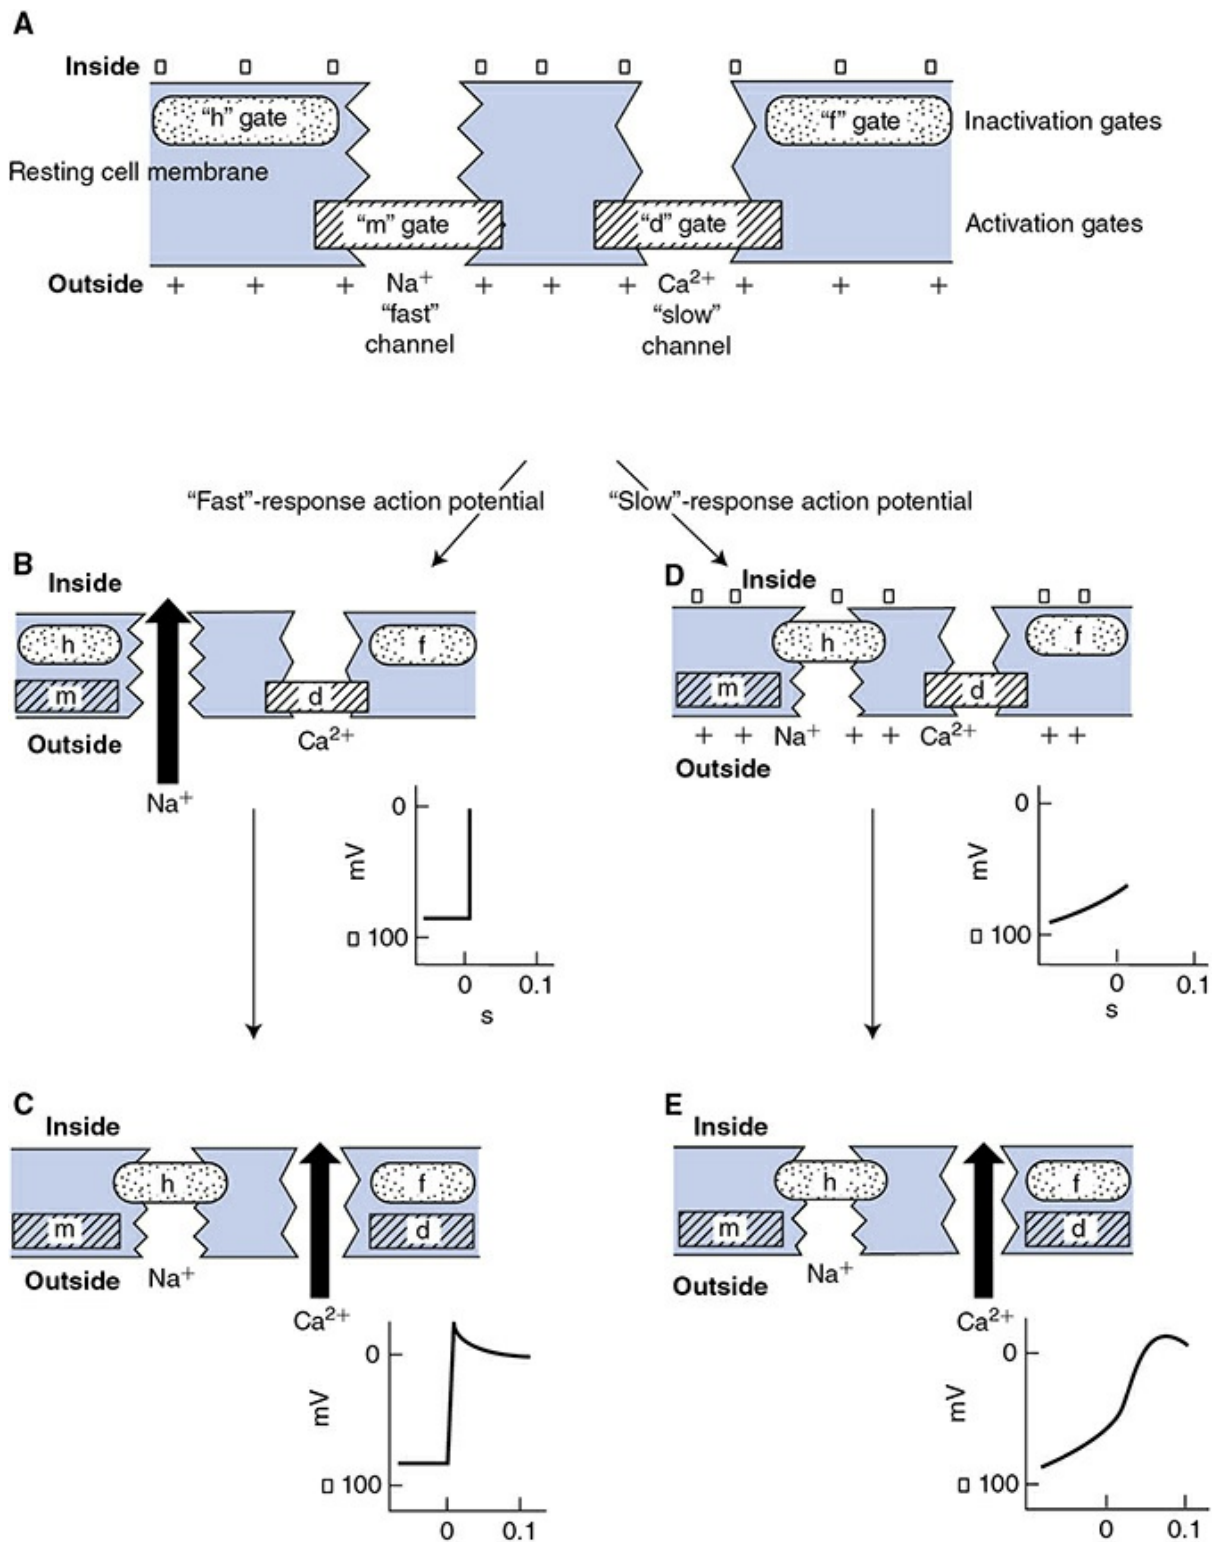 A
Inside ▯ ▯ ▯ ▯ ▯ ▯ ▯ ▯ ▯
“h” gate
“f” gate
Inactivation gates
Resting cell membrane
“m” gate
“d” gate
Activation gates
Outside + + + Na⁺ + + + Ca²⁺ + + +
“fast”
channel
“slow”
channel
“Fast”-response action potential
“Slow”-response action potential
B
Inside
h
f
m
d
Outside
Ca²⁺
Na⁺
0
mV
▯ 100
0 0.1
s
D
▯ ▯ Inside ▯ ▯ ▯ ▯
h
f
m
d
+ + Na⁺ + + Ca²⁺ + +
Outside
0
mV
▯ 100
0 0.1
s
C
Inside
h
f
m
d
Outside
Na⁺
Ca²⁺
0
mV
▯ 100
0 0.1
E
Inside
h
f
m
d
Outside
Na⁺
Ca²⁺
0
mV
▯ 100
0 0.1